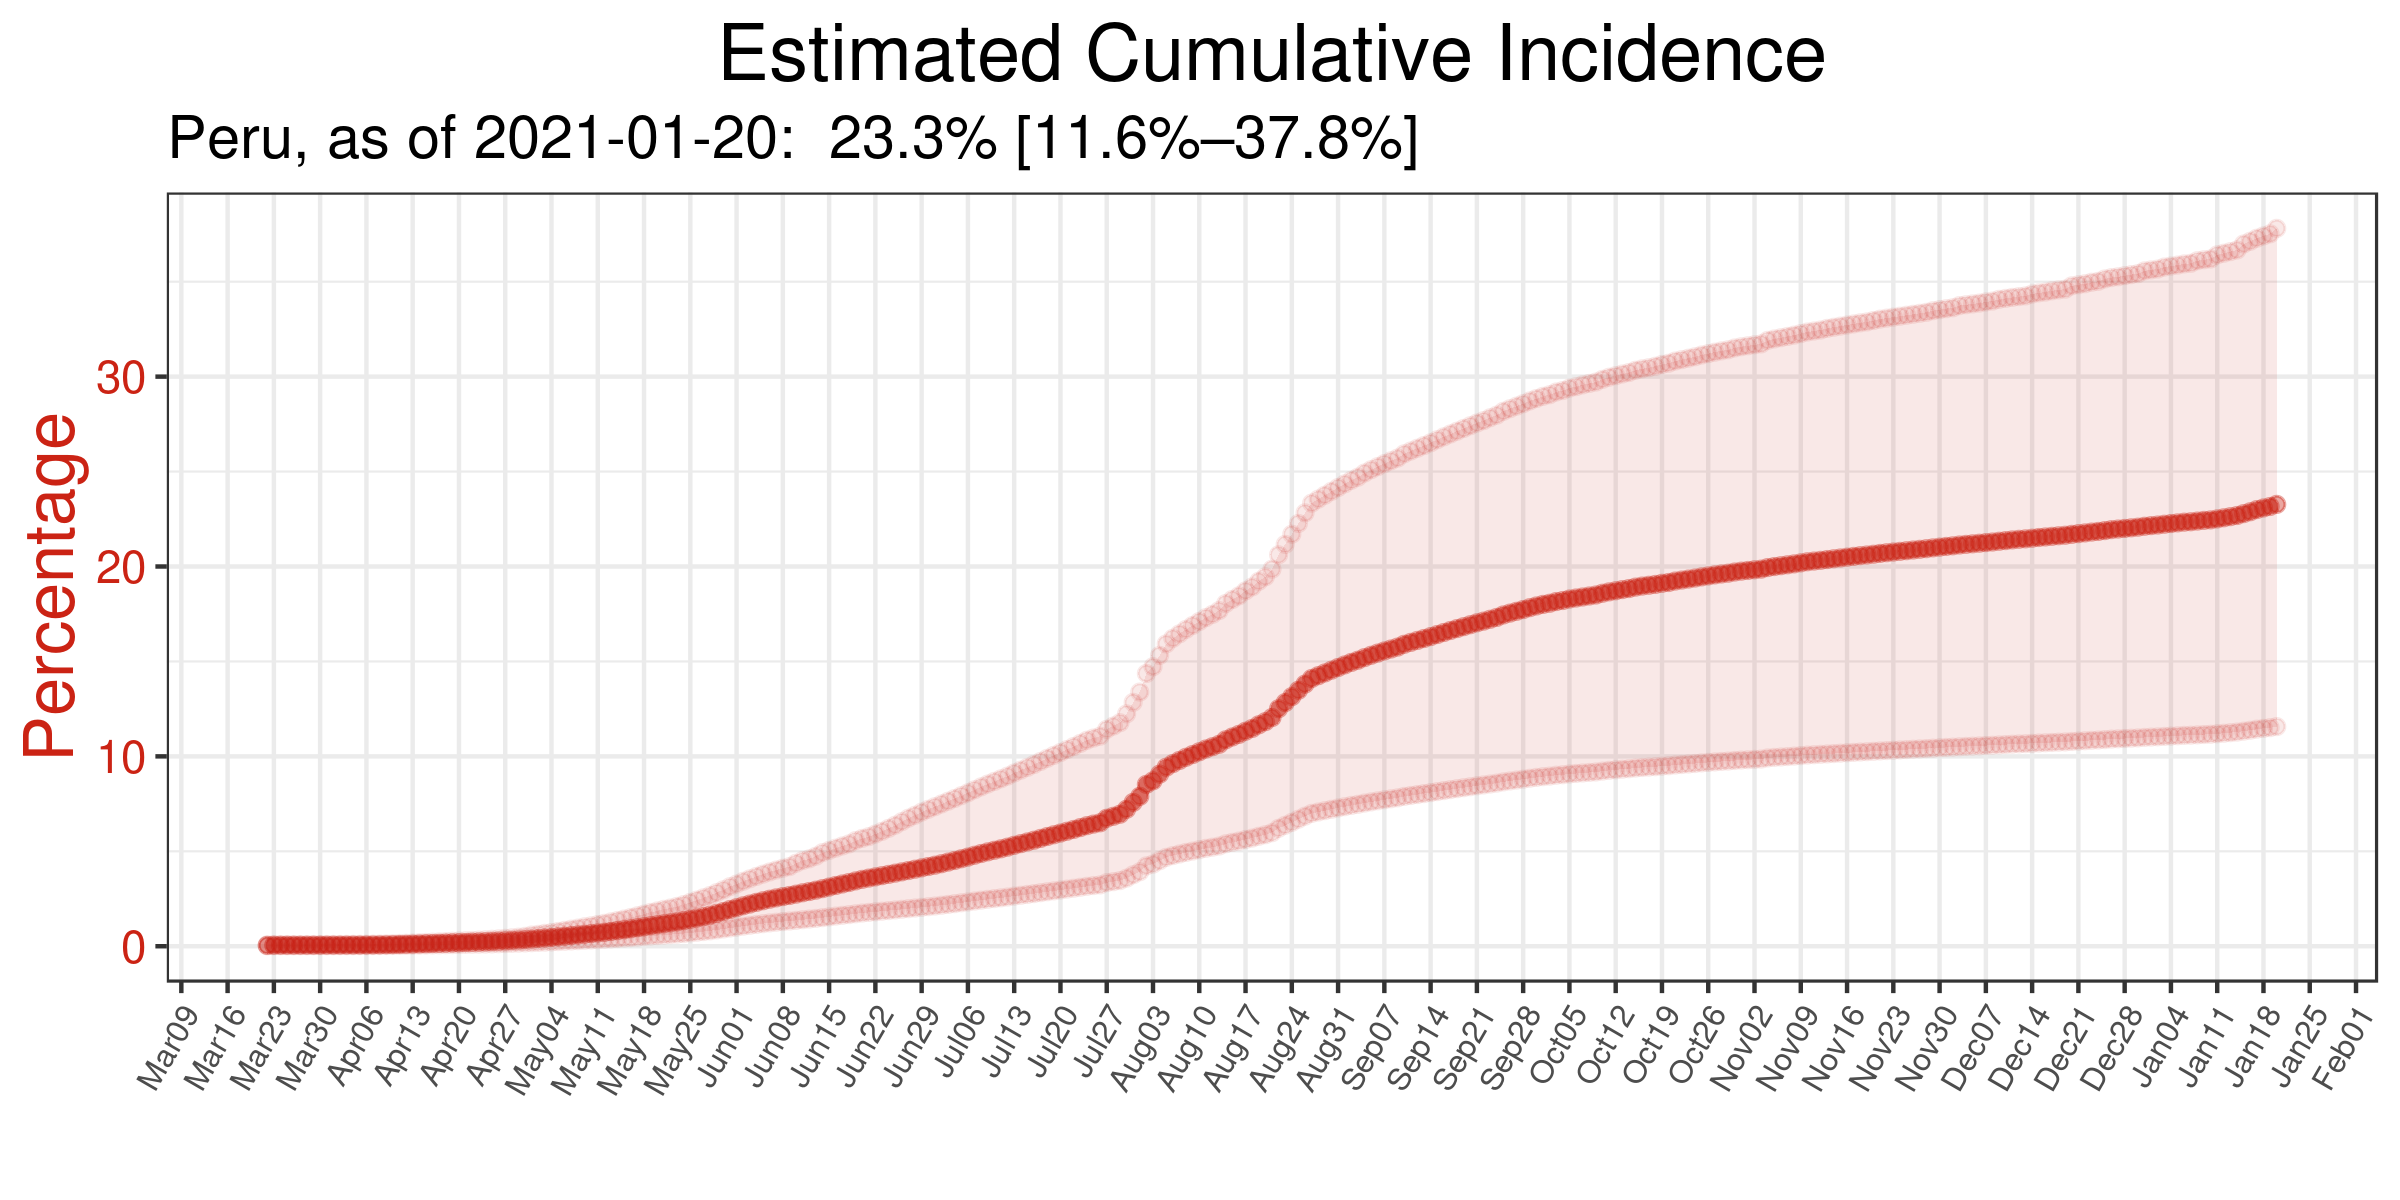 Estimated Cumulative Incidence
Peru, as of 2021-01-20:  23.3% [11.6%–37.8%]
Percentage
30
20
10
0
Mar09
Mar16
Mar23
Mar30
Apr06
Apr13
Apr20
Apr27
May04
May11
May18
May25
Jun01
Jun08
Jun15
Jun22
Jun29
Jul06
Jul13
Jul20
Jul27
Aug03
Aug10
Aug17
Aug24
Aug31
Sep07
Sep14
Sep21
Sep28
Oct05
Oct12
Oct19
Oct26
Nov02
Nov09
Nov16
Nov23
Nov30
Dec07
Dec14
Dec21
Dec28
Jan04
Jan11
Jan18
Jan25
Feb01